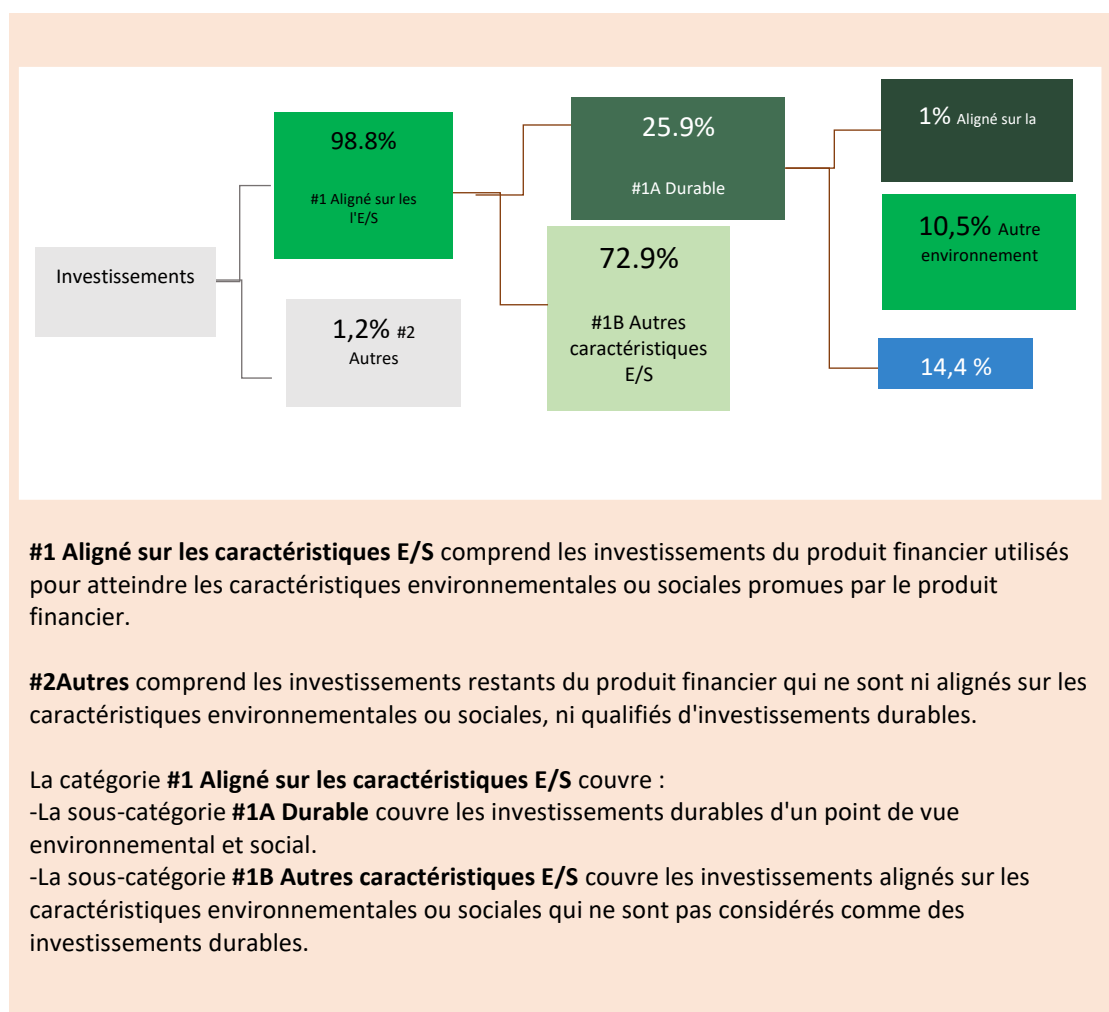 Investissements
98.8%
#1 Aligné sur les
l'E/S
1,2% #2
Autres
25.9%
#1A Durable
72.9%
#1B Autres
caractéristiques
E/S
1% Aligné sur la
10,5% Autre
environnement
14,4 %
#1 Aligné sur les caractéristiques E/S comprend les investissements du produit financier utilisés
pour atteindre les caractéristiques environnementales ou sociales promues par le produit
financier.
#2Autres comprend les investissements restants du produit financier qui ne sont ni alignés sur les
caractéristiques environnementales ou sociales, ni qualifiés d'investissements durables.
La catégorie #1 Aligné sur les caractéristiques E/S couvre :
-La sous-catégorie #1A Durable couvre les investissements durables d'un point de vue
environnemental et social.
-La sous-catégorie #1B Autres caractéristiques E/S couvre les investissements alignés sur les
caractéristiques environnementales ou sociales qui ne sont pas considérés comme des
investissements durables.